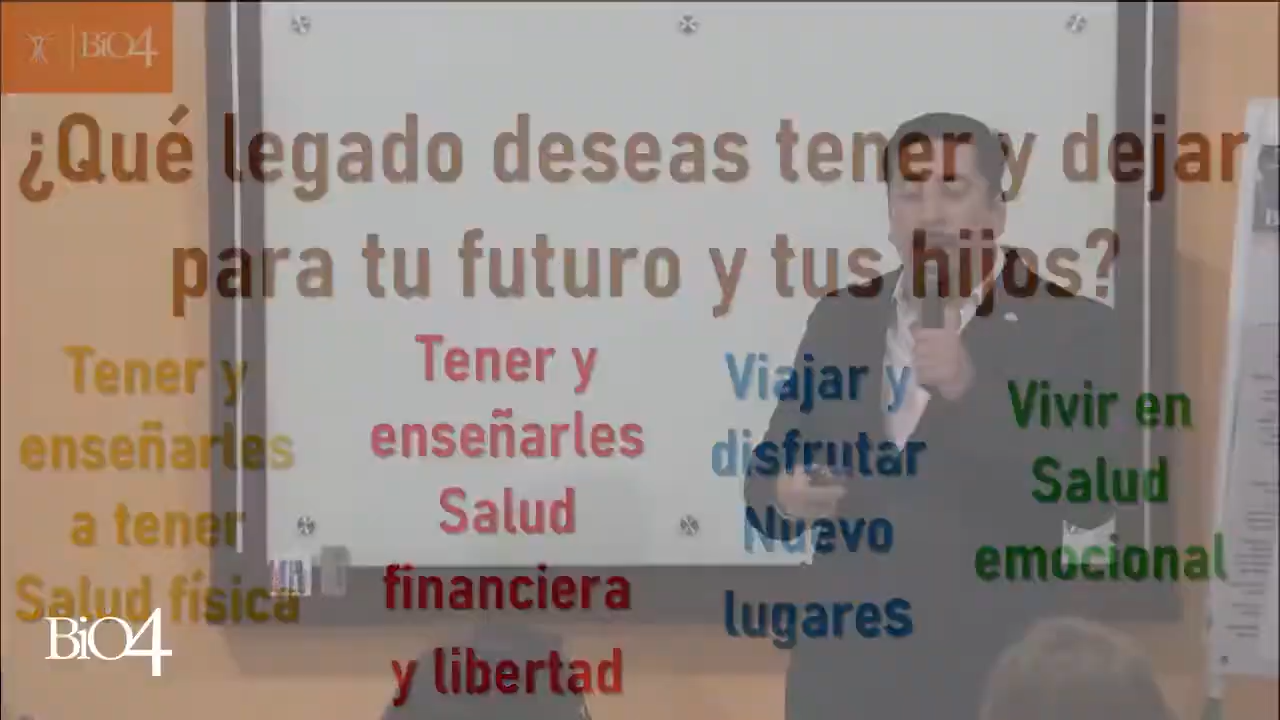 BiO4
¿Qué legado deseas tener y dejar
para tu futuro y tus hijos?
Tener y
enseñarles
a tener
Salud física
Tener y
enseñarles
Salud
financiera
y libertad
Viajar y
disfrutar
Nuevo
lugares
Vivir en
Salud
emocional
BiO4